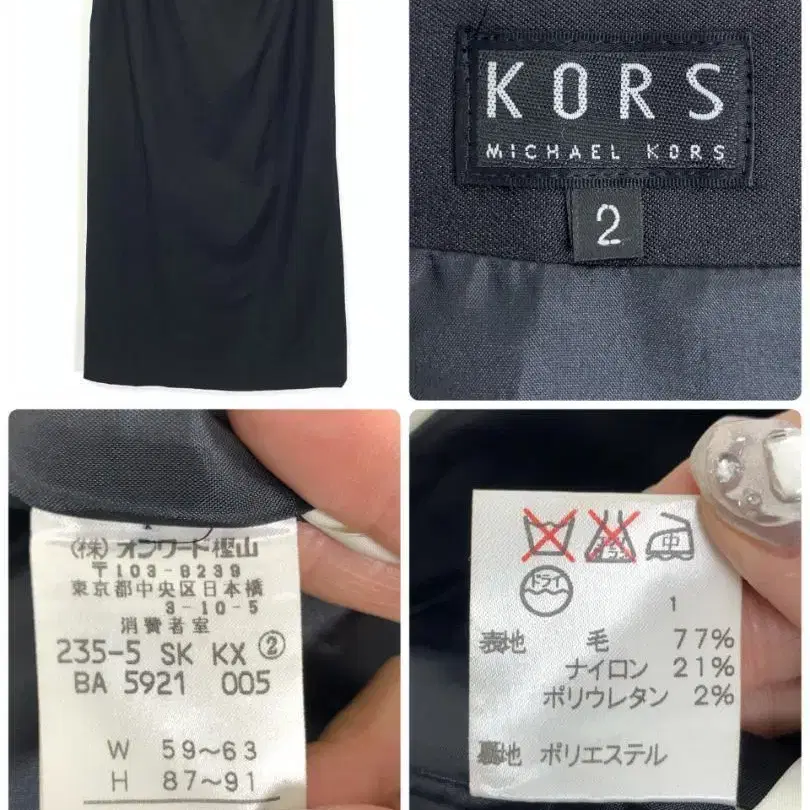 KORS
MICHAEL KORS
2
(株)オンワード樫山
〒103-8239
東京都中央区日本橋
3-10-5
消費者室
235-5 SK KX ②
BA 5921 005
W 59～63
H 87～91
中
ドライ
1
表地 毛 77%
ナイロン 21%
ポリウレタン 2%
裏地 ポリエステル